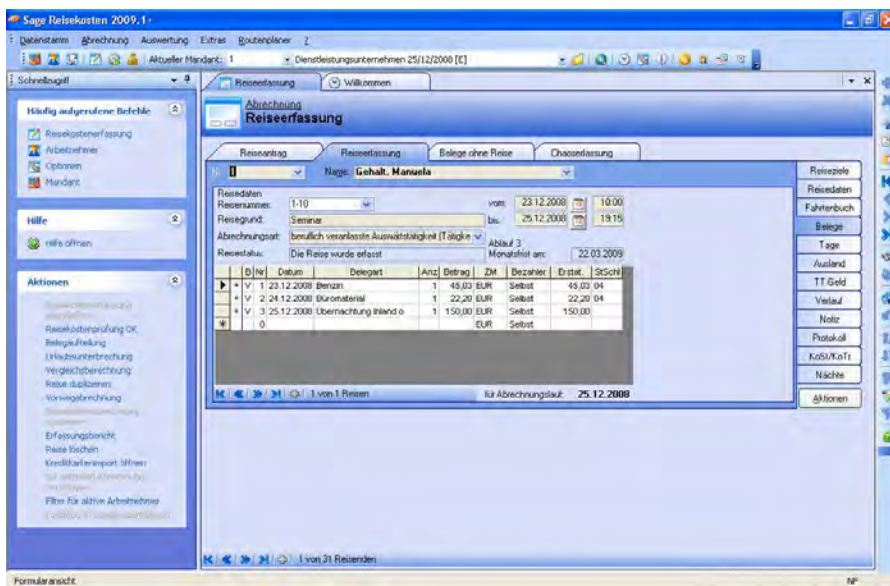 Sage Reisekosten 2009.1
Datenstamm Abrechnung Auswertung Extras Routenplaner ?
Aktueller Mandant: 1 Dienstleistungsunternehmen 25/12/2008 [E]
Schnellzugriff
Reiseerfassung Willkommen
Häufig aufgerufene Befehle
Reisekostenerfassung
Arbeitnehmer
Optionen
Mandant
Hilfe
Hilfe öffnen
Aktionen
Reisekostenprüfung OK
Belegaufteilung
Urlaubsunterbrechung
Vergleichsberechnung
Reise duplizieren
Vorwegabrechnung
Erfassungsbericht
Reise löschen
Kreditkartenimport öffnen
Filter für aktive Arbeitnehmer
Abrechnung
Reiseerfassung
Reiseantrag Reiseerfassung Belege ohne Reise Chaoserfassung
Name: Gehalt, Manuela
Reisedaten
Reisenummer: 1-10 vom: 23.12.2008 10:00
Reisegrund: Seminar bis: 25.12.2008 19:15
Abrechnungsart: beruflich veranlasste Auswärtstätigkeit (Tätigke Ablauf 3
Reisestatus: Die Reise wurde erfasst Monatsfrist am: 22.03.2009
B Nr Datum Belegart Anz Betrag ZM Bezahler Erstat. StSchl
+ V 1 23.12.2008 Benzin 1 45,03 EUR Selbst 45,03 04
+ V 2 24.12.2008 Büromaterial 1 22,20 EUR Selbst 22,20 04
+ V 3 25.12.2008 Übernachtung Inland o 1 150,00 EUR Selbst 150,00
0 EUR Selbst
1 von 1 Reisen für Abrechnungslauf: 25.12.2008
Reiseziele
Reisedaten
Fahrtenbuch
Belege
Tage
Ausland
TT Geld
Verlauf
Notiz
Protokoll
KoSt/KoTr
Nächte
Aktionen
1 von 31 Reisenden
Formularansicht NF